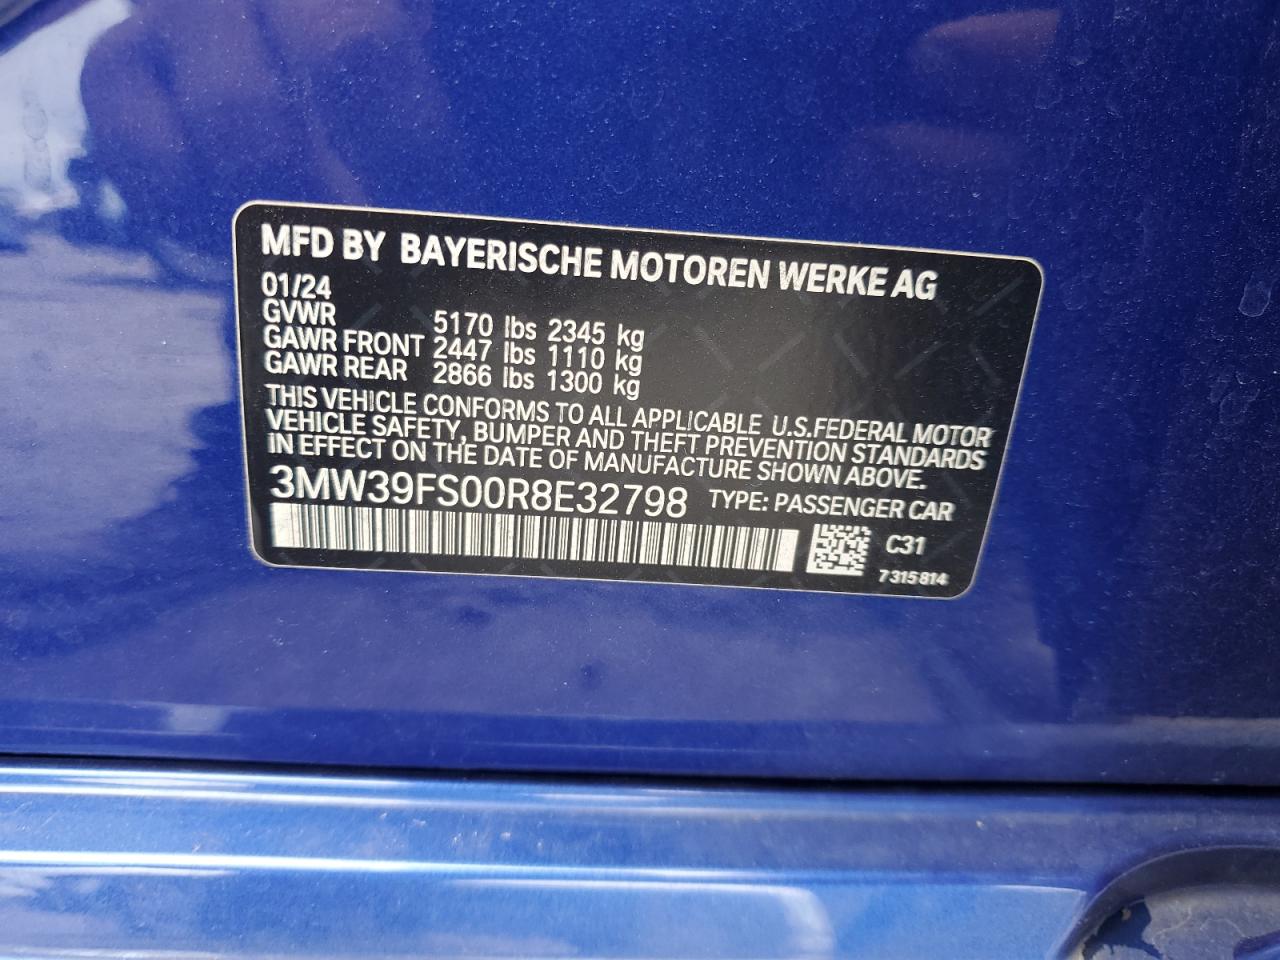 MFD BY BAYERISCHE MOTOREN WERKE AG
01/24
GVWR 5170 lbs 2345 kg
GAWR FRONT 2447 lbs 1110 kg
GAWR REAR 2866 lbs 1300 kg
THIS VEHICLE CONFORMS TO ALL APPLICABLE U.S.FEDERAL MOTOR
VEHICLE SAFETY, BUMPER AND THEFT PREVENTION STANDARDS
IN EFFECT ON THE DATE OF MANUFACTURE SHOWN ABOVE.
3MW39FS00R8E32798 TYPE: PASSENGER CAR
C31
7315814